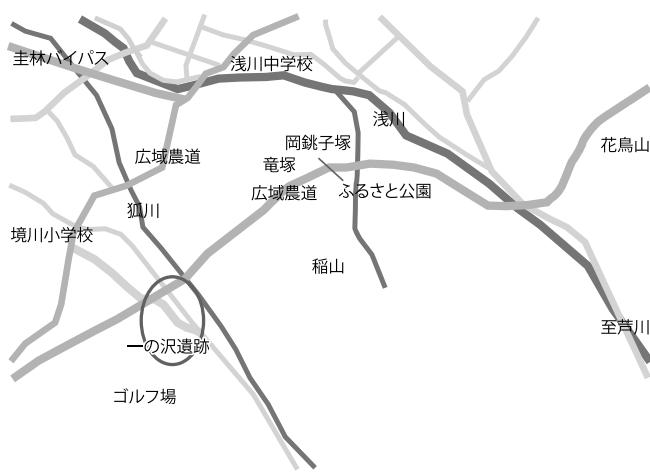 圭林バイパス
浅川中学校
浅川
岡銚子塚
花鳥山
広域農道
竜塚
広域農道
ふるさと公園
狐川
境川小学校
稲山
至芦川
一の沢遺跡
ゴルフ場